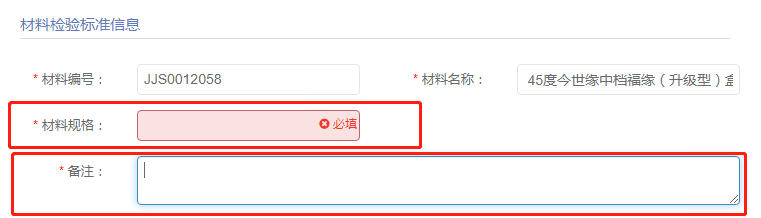 材料检验标准信息
* 材料编号： JJS0012058 * 材料名称： 45度今世缘中档福缘（升级型）盒
* 材料规格： 必填
* 备注：